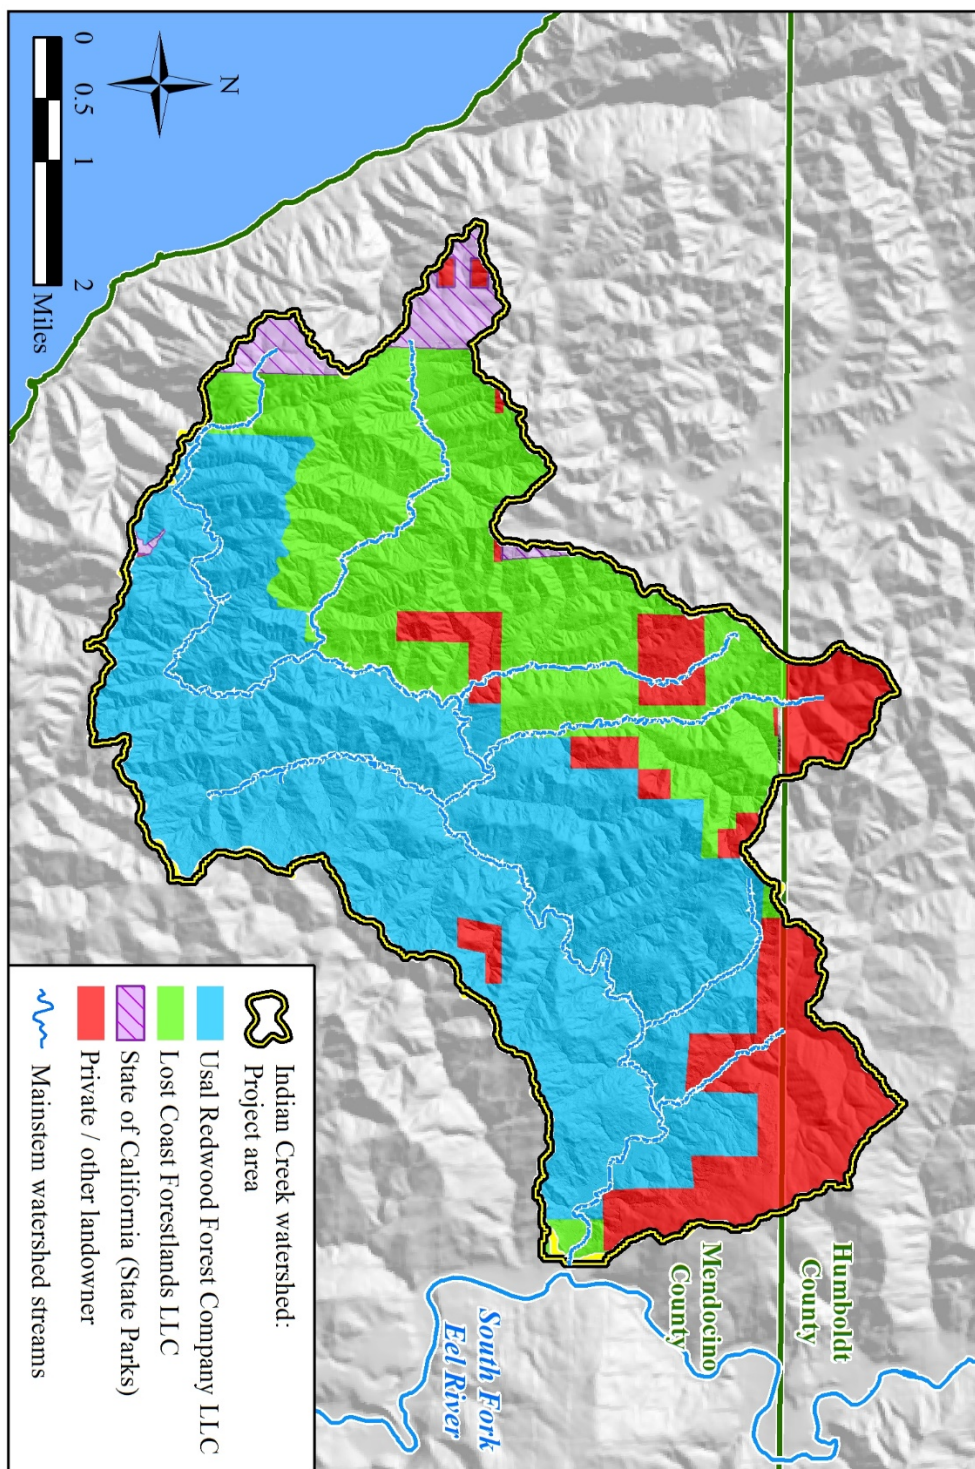 N
0 0.5 1 2
Miles
Humboldt
County
Mendocino
County
South Fork
Eel River
Indian Creek watershed:
Project area
Usal Redwood Forest Company LLC
Lost Coast Forestlands LLC
State of California (State Parks)
Private / other landowner
Mainstem watershed streams